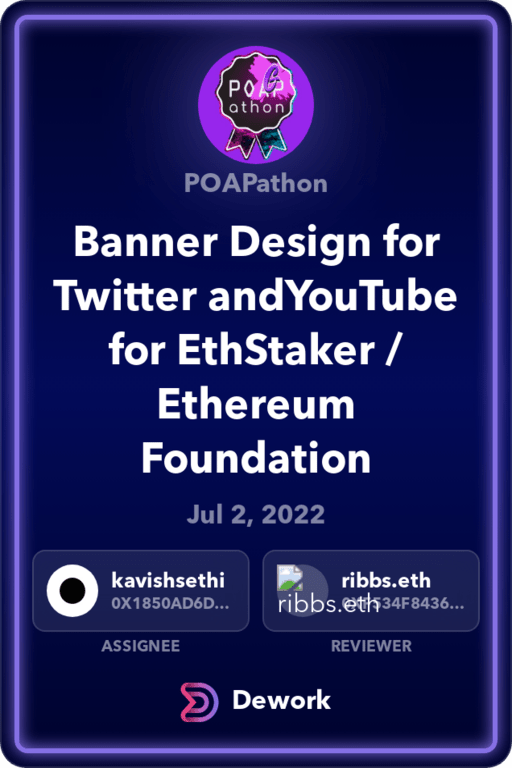 POAP
athon
POAPathon
Banner Design for
Twitter andYouTube
for EthStaker /
Ethereum
Foundation
Jul 2, 2022
kavishsethi
0X1850AD6D...
ribbs.eth
ribbs.eth
534F8436...
ASSIGNEE
REVIEWER
Dework